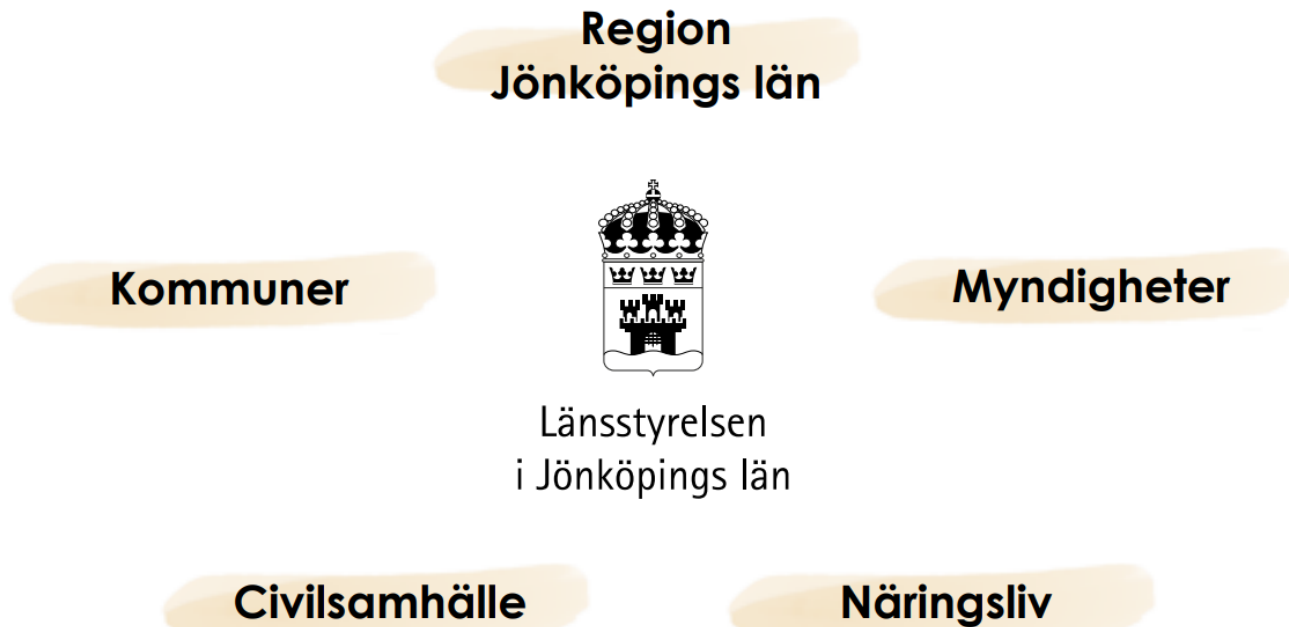 Region
Jönköpings län
Kommuner
Myndigheter
Länsstyrelsen
i Jönköpings län
Civilsamhälle
Näringsliv